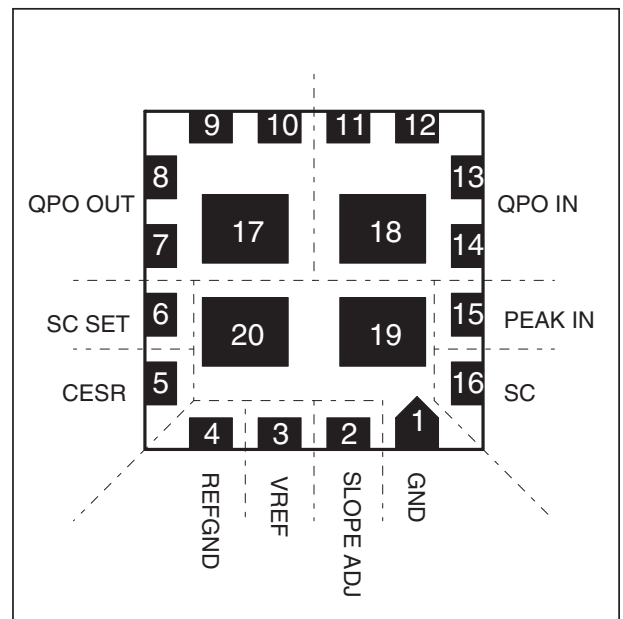 9 10 11 12
8 13
QPO OUT QPO IN
17 18
7 14
SC SET 6 15 PEAK IN
20 19
CESR 5 16 SC
4 3 2 1
REFGND
VREF
SLOPE ADJ
GND